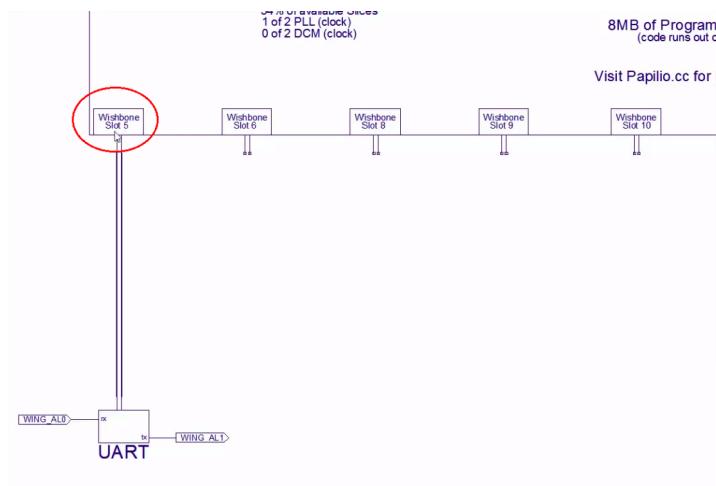 54% of available Slices
1 of 2 PLL (clock)
0 of 2 DCM (clock)
8MB of Program
(code runs out o
Visit Papilio.cc for
Wishbone
Slot 5
Wishbone
Slot 6
Wishbone
Slot 8
Wishbone
Slot 9
Wishbone
Slot 10
WING_AL0
rx
tx
WING_AL1
UART